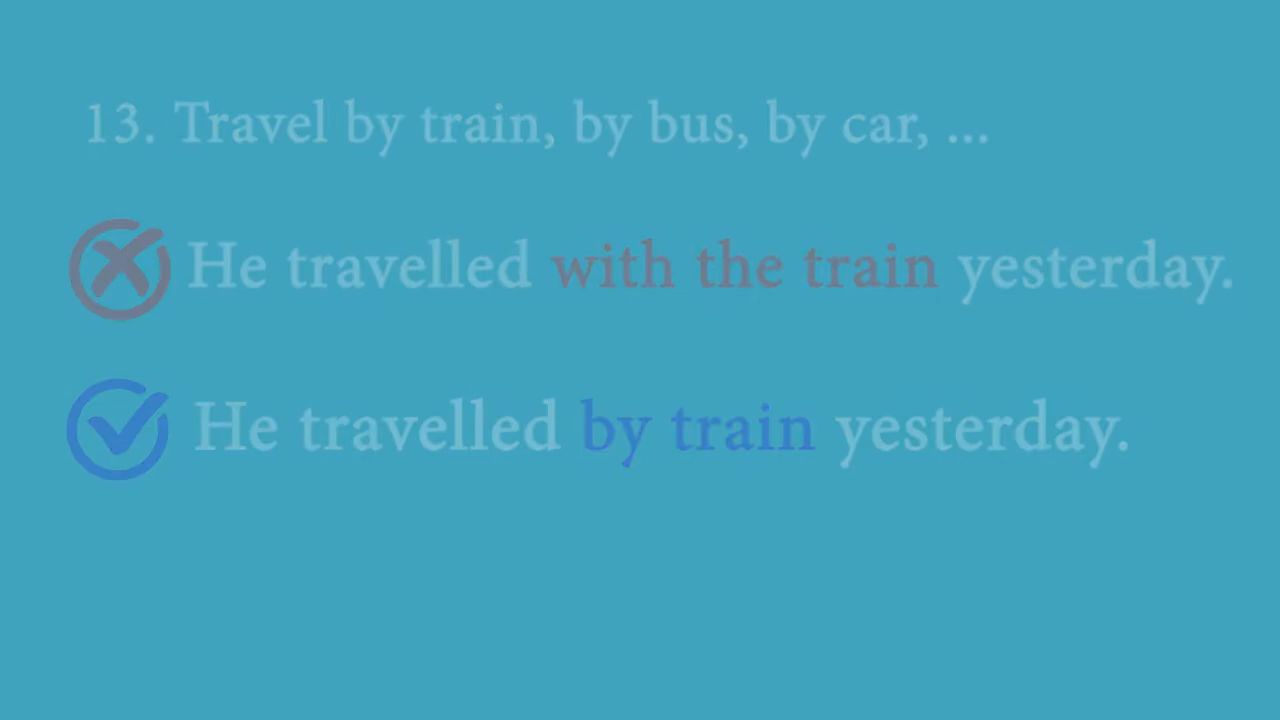 13. Travel by train, by bus, by car, ...
He travelled with the train yesterday.
He travelled by train yesterday.